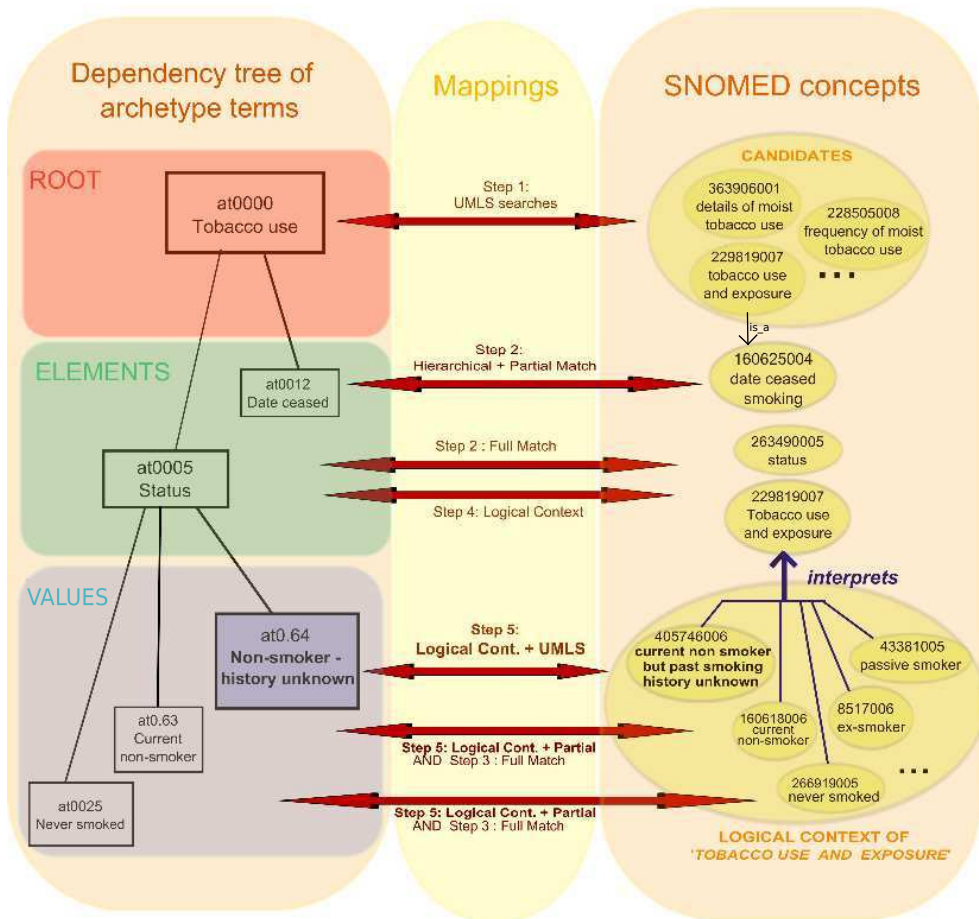 Dependency tree of
archetype terms
Mappings
SNOMED concepts
ROOT
at0000
Tobacco use
Step 1:
UMLS searches
CANDIDATES
363906001
details of moist
tobacco use
228505008
frequency of moist
tobacco use
229819007
tobacco use
and exposure
...
is_a
ELEMENTS
at0012
Date ceased
Step 2:
Hierarchical + Partial Match
160625004
date ceased
smoking
at0005
Status
Step 2 : Full Match
263490005
status
Step 4: Logical Context
229819007
Tobacco use
and exposure
interprets
VALUES
at0.64
Non-smoker -
history unknown
Step 5:
Logical Cont. + UMLS
405746006
current non smoker
but past smoking
history unknown
43381005
passive smoker
at0.63
Current
non-smoker
Step 5: Logical Cont. + Partial
AND Step 3 : Full Match
160618006
current
non-smoker
8517006
ex-smoker
at0025
Never smoked
Step 5: Logical Cont. + Partial
AND Step 3 : Full Match
266919005
never smoked
...
LOGICAL CONTEXT OF
'TOBACCO USE AND EXPOSURE'